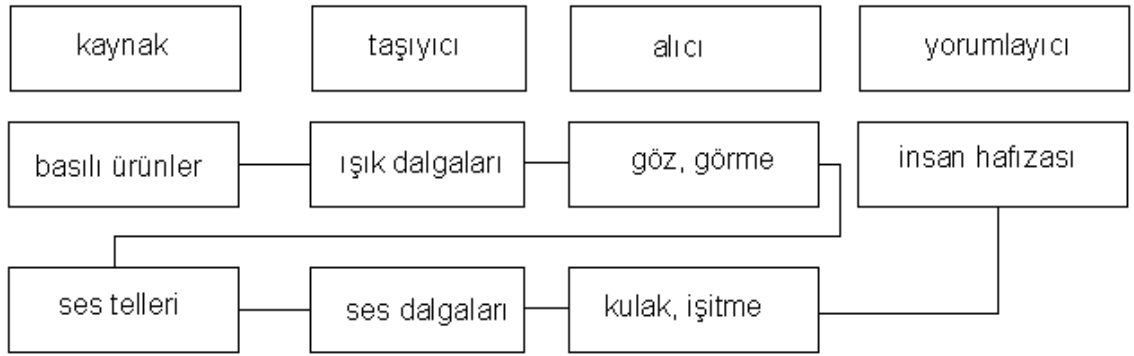 kaynak
taşıyıcı
alıcı
yorumlayıcı
basılı ürünler
ışık dalgaları
göz, görme
insan hafızası
ses telleri
ses dalgaları
kulak, işitme